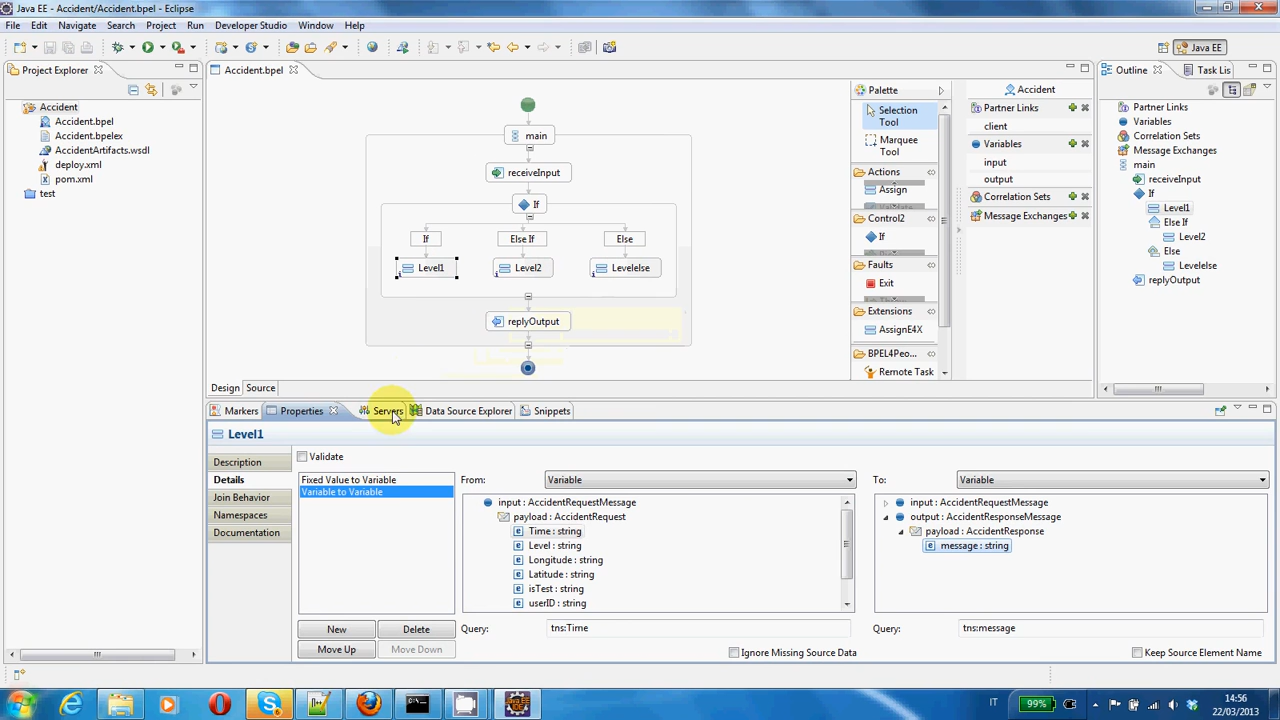 Java EE - Accident/Accident.bpel - Eclipse
File Edit Navigate Search Project Run Developer Studio Window Help
Java EE
Project Explorer
Accident
Accident.bpel
Accident.bpelex
AccidentArtifacts.wsdl
deploy.xml
pom.xml
test
Accident.bpel
main
receiveInput
If
If Else If Else
Level1 Level2 Levelelse
replyOutput
Design Source
Palette
Selection Tool
Marquee Tool
Actions
Assign
Control2
If
Faults
Exit
Extensions
AssignE4X
BPEL4Peo...
Remote Task
Accident
Partner Links
client
Variables
input
output
Correlation Sets
Message Exchanges
Outline Task Lis
Partner Links
Variables
Correlation Sets
Message Exchanges
main
receiveInput
If
Level1
Else If
Level2
Else
Levelelse
replyOutput
Markers Properties Servers Data Source Explorer Snippets
Level1
Description
Details
Join Behavior
Namespaces
Documentation
Validate
Fixed Value to Variable
Variable to Variable
New Delete
Move Up Move Down
From: Variable
input : AccidentRequestMessage
payload : AccidentRequest
Time : string
Level : string
Longitude : string
Latitude : string
isTest : string
userID : string
Query: tns:Time
Ignore Missing Source Data
To: Variable
input : AccidentRequestMessage
output : AccidentResponseMessage
payload : AccidentResponse
message : string
Query: tns:message
Keep Source Element Name
IT 99% 14:56
22/03/2013